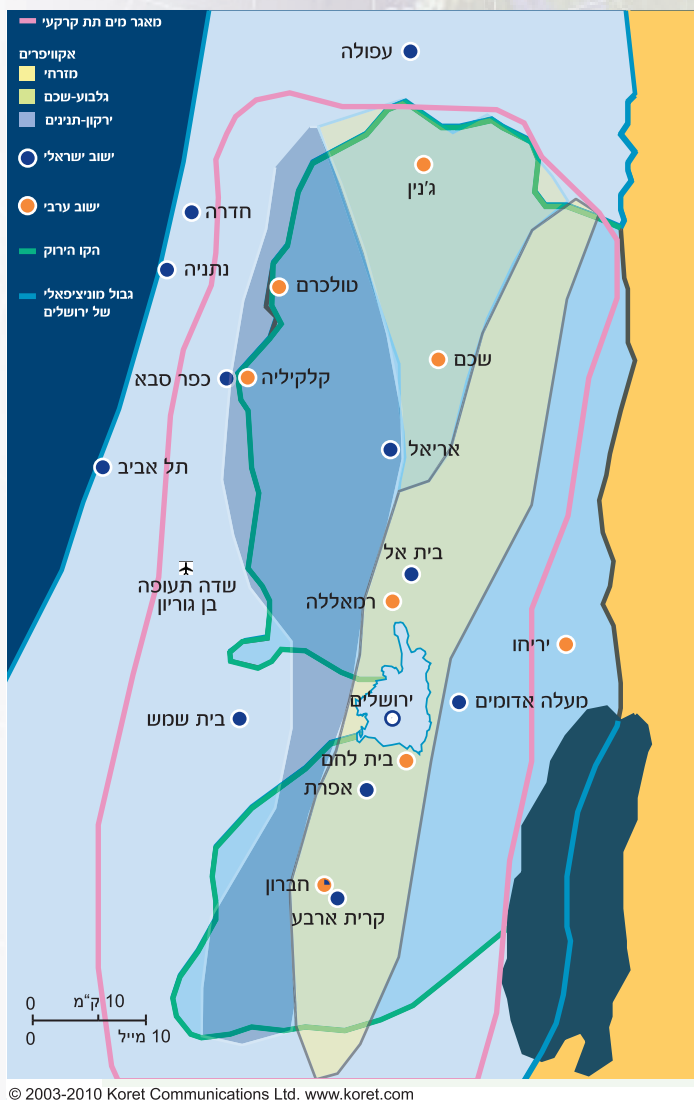 מאגר מים תת קרקעי
אקוויפרים
מזרחי
גלבוע-שכם
ירקון-תנינים
ישוב ישראלי
ישוב ערבי
הקו הירוק
גבול מוניציפאלי
של ירושלים
עפולה
ג'נין
חדרה
נתניה
טולכרם
שכם
כפר סבא
קלקיליה
אריאל
תל אביב
בית אל
שדה תעופה
בן גוריון
רמאללה
יריחו
ירושלים
מעלה אדומים
בית שמש
בית לחם
אפרת
חברון
קרית ארבע
0 10 ק"מ
0 10 מייל
© 2003-2010 Koret Communications Ltd. www.koret.com